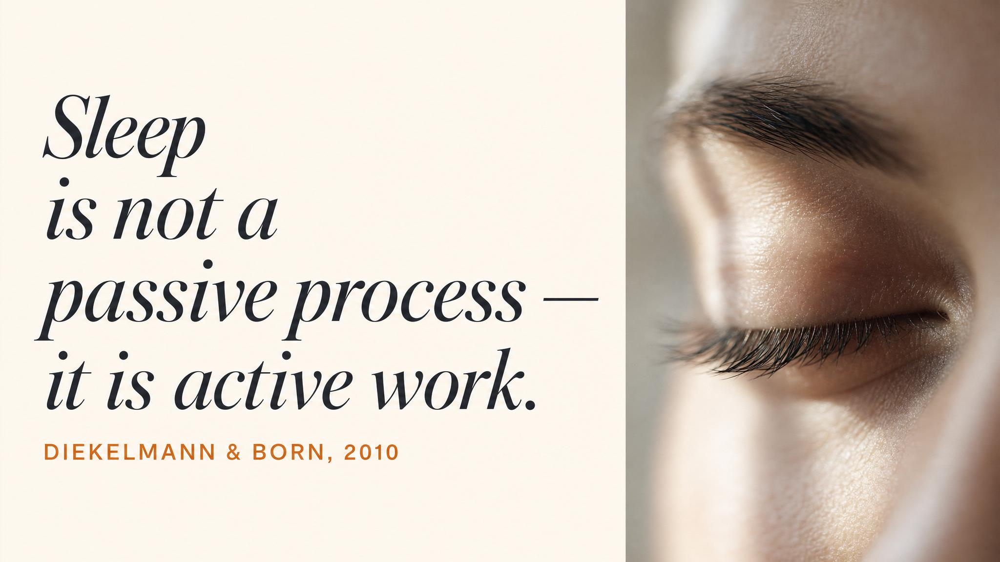 Sleep
is not a
passive process —
it is active work.
DIEKELMANN & BORN, 2010